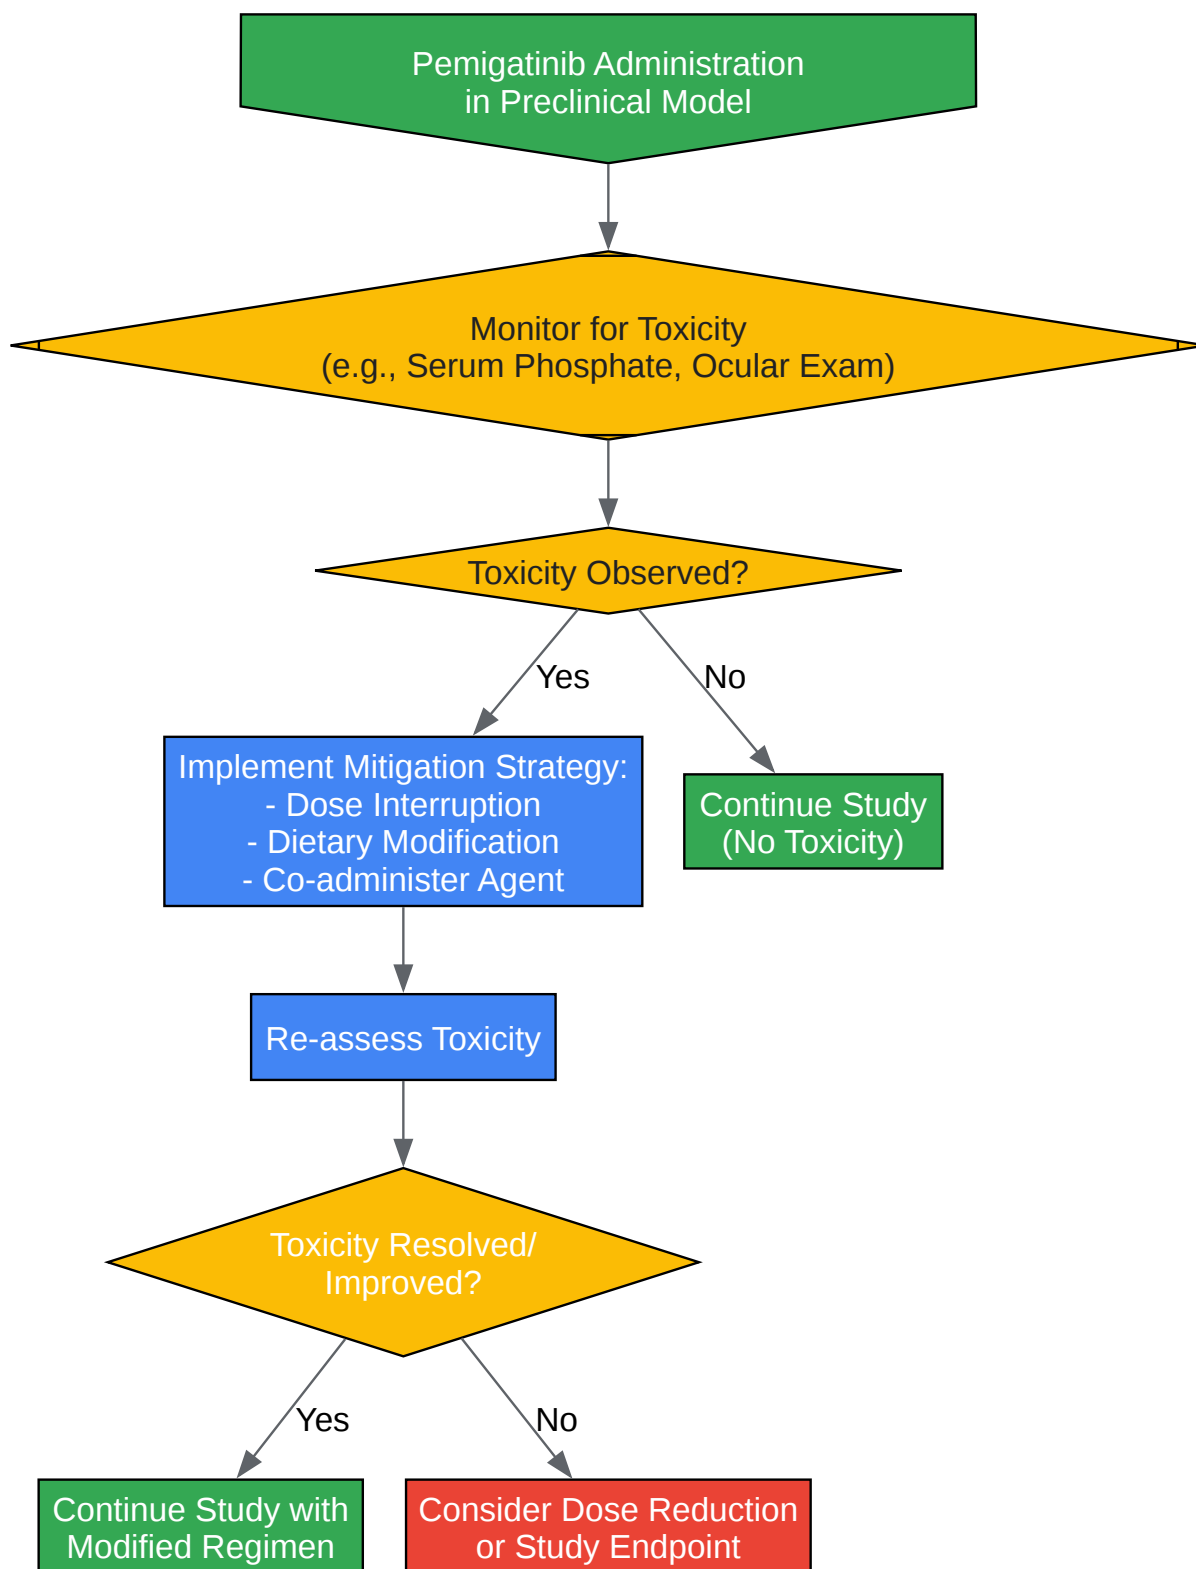 Pemigatinib Administration
in Preclinical Model
Monitor for Toxicity
(e.g., Serum Phosphate, Ocular Exam)
Toxicity Observed?
Yes
No
Implement Mitigation Strategy:
- Dose Interruption
- Dietary Modification
- Co-administer Agent
Continue Study
(No Toxicity)
Re-assess Toxicity
Toxicity Resolved/
Improved?
Yes
No
Continue Study with
Modified Regimen
Consider Dose Reduction
or Study Endpoint